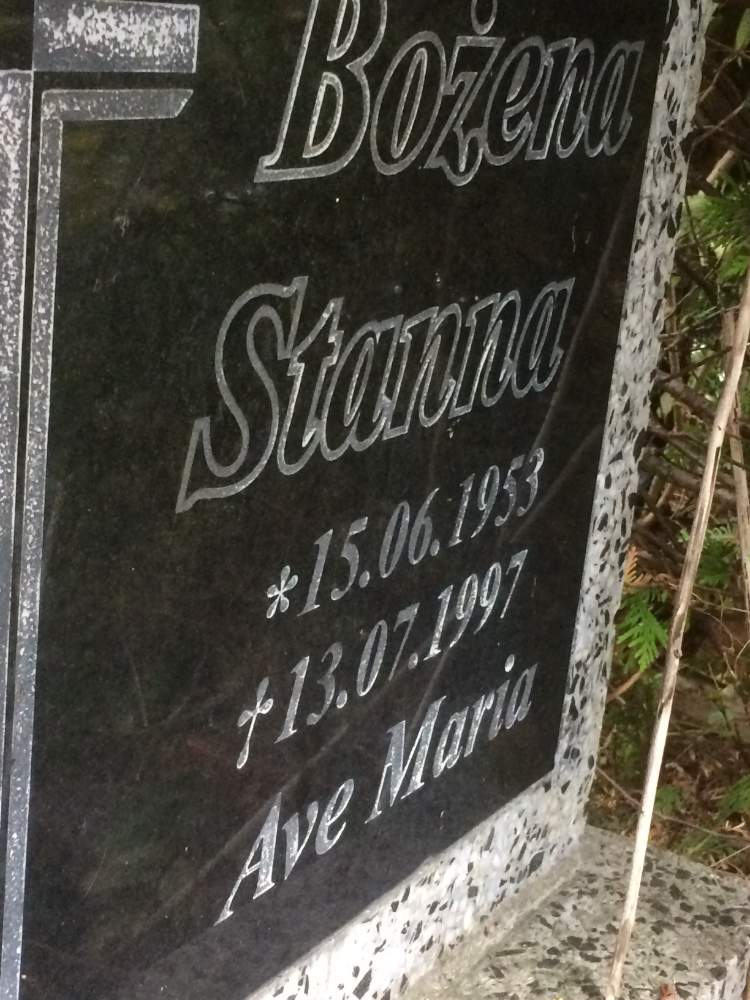 Bożena
Stanna
*15.06.1953
†13.07.1997
Ave Maria